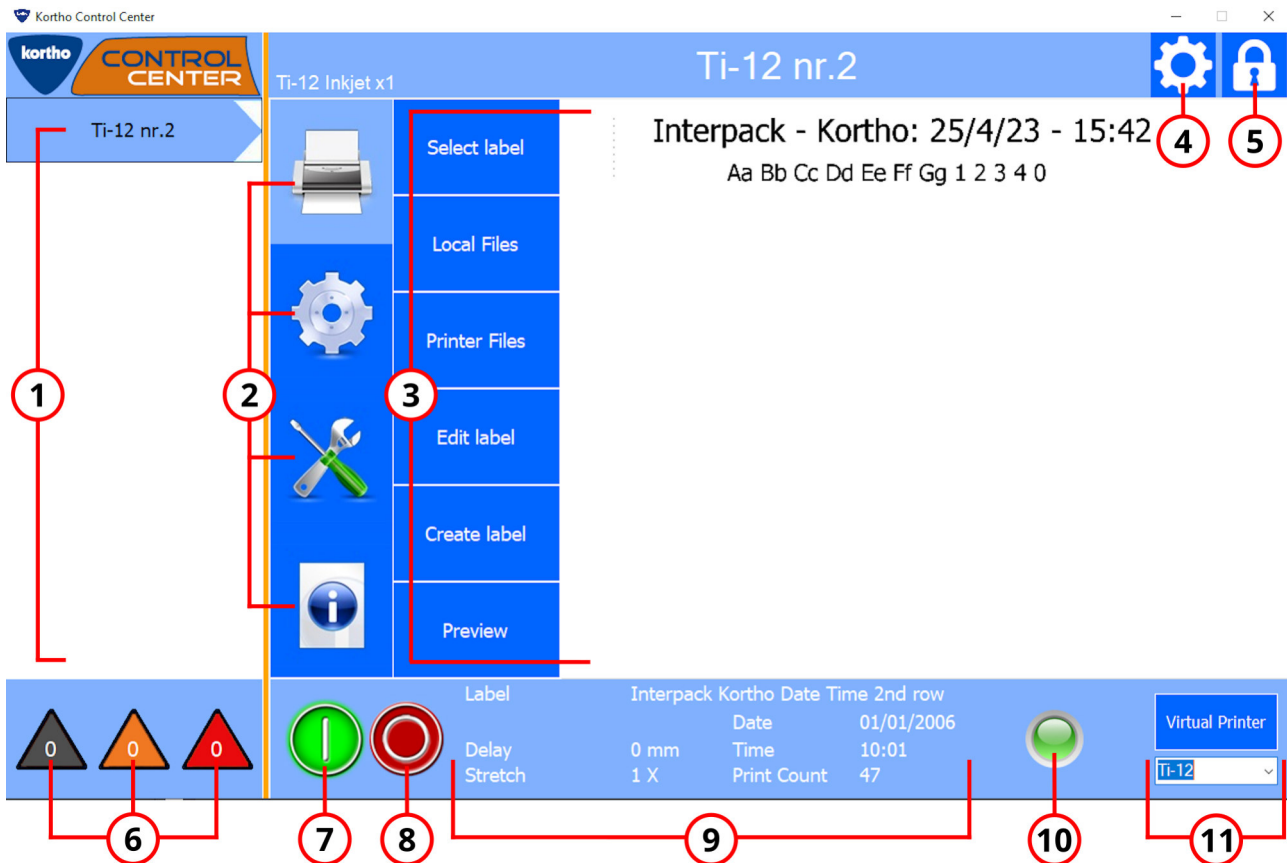 Kortho Control Center
kortho
CONTROL
CENTER
Ti-12 Inkjet x1
Ti-12 nr.2
Ti-12 nr.2
Select label
Local Files
Printer Files
Edit label
Create label
Preview
Interpack - Kortho: 25/4/23 - 15:42
Aa Bb Cc Dd Ee Ff Gg 1 2 3 4 0
1
2
3
4
5
0 0 0
Label Interpack Kortho Date Time 2nd row
Date 01/01/2006
Delay 0 mm Time 10:01
Stretch 1 X Print Count 47
Virtual Printer
Ti-12
6
7
8
9
10
11